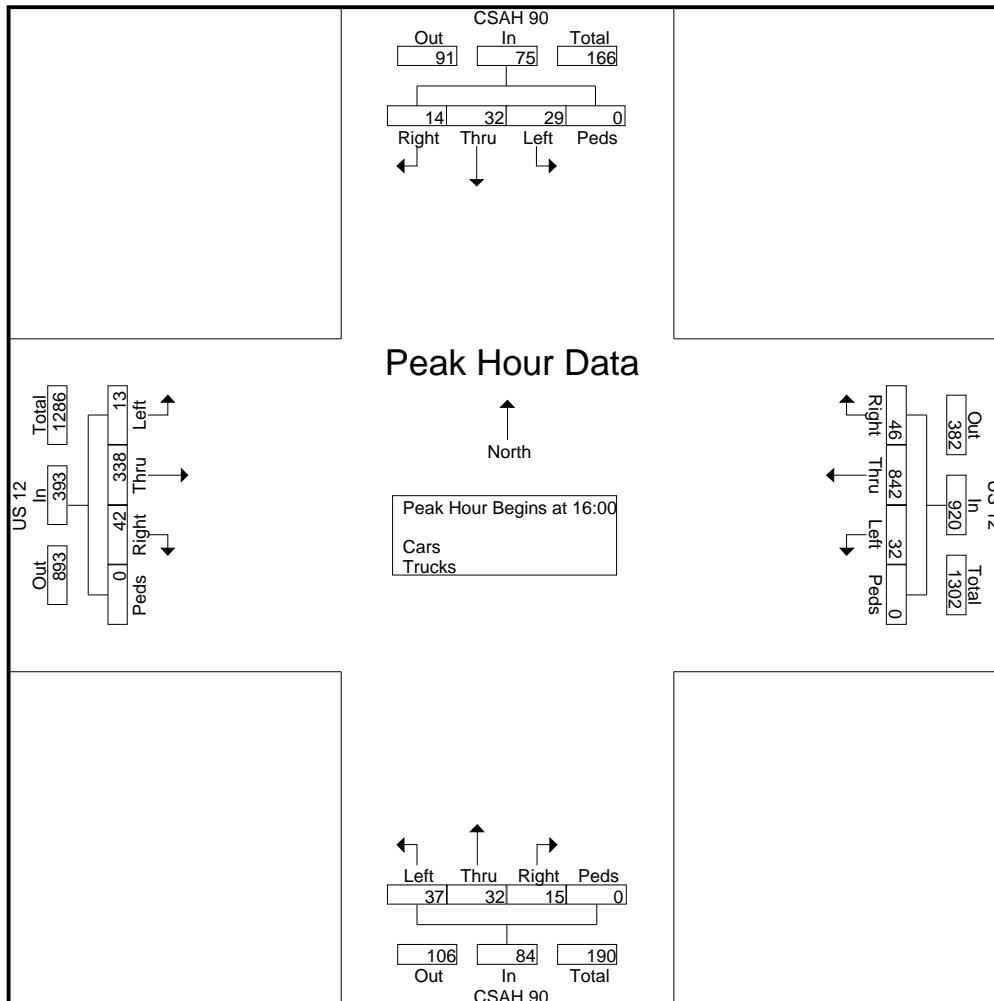 CSAH 90
Out In Total
91 75 166
14 32 29 0
Right Thru Left Peds
Peak Hour Data
North
Peak Hour Begins at 16:00
Cars
Trucks
US 12
Total In Out
1286 393 893
13 338 42 0
Left Thru Right Peds
Right Thru Left Peds
46 842 32 0
382 920 1302
Out In Total
US 12
Left Thru Right Peds
37 32 15 0
106 84 190
Out In Total
CSAH 90